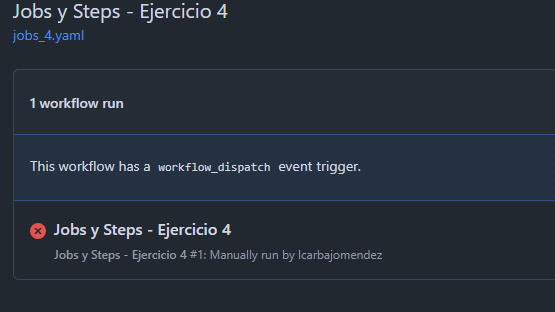 Jobs y Steps - Ejercicio 4
jobs_4.yaml
1 workflow run
This workflow has a workflow_dispatch event trigger.
Jobs y Steps - Ejercicio 4
Jobs y Steps - Ejercicio 4 #1: Manually run by lcarbajomendez